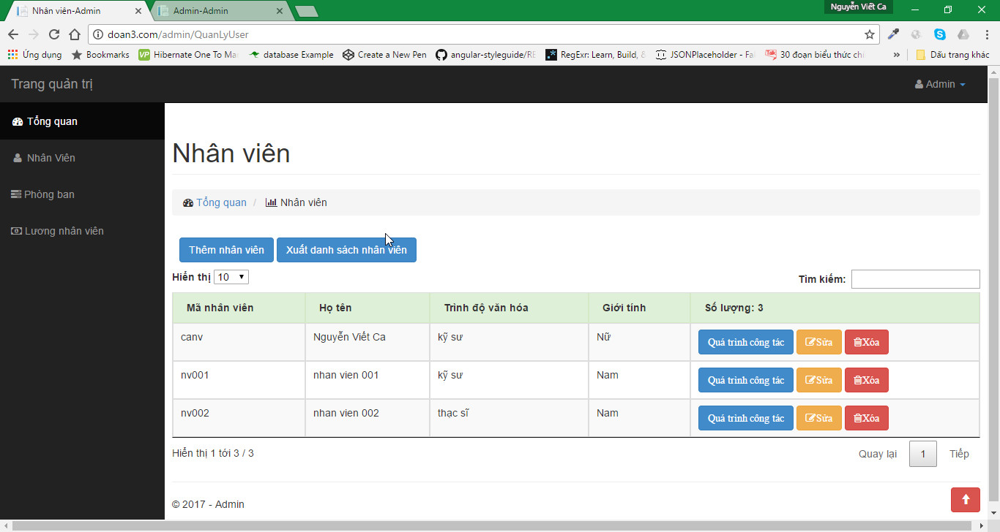 Nhân viên-Admin
Admin-Admin
Nguyễn Viết Ca
doan3.com/admin/QuanLyUser
Ứng dụng Bookmarks VP Hibernate One To Ma database Example Create a New Pen angular-styleguide/RE RegExr: Learn, Build, & JSONPlaceholder - Fa 30 đoạn biểu thức chí » Dấu trang khác
Trang quản trị
Admin
Tổng quan
Nhân Viên
Phòng ban
Lương nhân viên
Nhân viên
Tổng quan / Nhân viên
Thêm nhân viên Xuất danh sách nhân viên
Hiển thị 10
Tìm kiếm:
Mã nhân viên Họ tên Trình độ văn hóa Giới tính Số lượng: 3
canv Nguyễn Viết Ca kỹ sư Nữ Quá trình công tác Sửa Xóa
nv001 nhan vien 001 kỹ sư Nam Quá trình công tác Sửa Xóa
nv002 nhan vien 002 thạc sĩ Nam Quá trình công tác Sửa Xóa
Hiển thị 1 tới 3 / 3
Quay lại 1 Tiếp
© 2017 - Admin